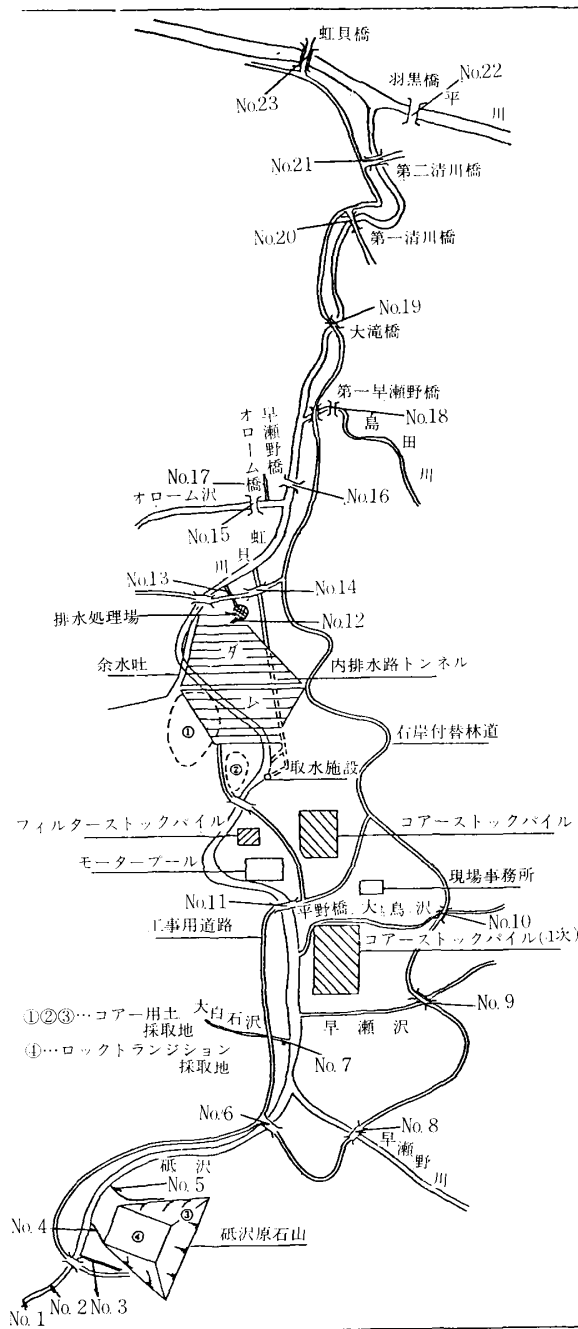 虹貝橋
羽黒橋
No.22
平川
No.23
No.21
第二清川橋
No.20
第一清川橋
No.19
大滝橋
第一早瀬野橋
No.18
島田川
早瀬野橋
オローム橋
No.17
オローム沢
No.16
No.15
虹貝川
No.13
No.14
排水処理場
No.12
ダム
余水吐
内排水路トンネル
①
右岸付替林道
②
取水施設
フィルターストックパイル
コアーストックパイル
モータープール
現場事務所
No.11
平野橋
大島沢
工事用道路
No.10
コアーストックパイル(1次)
No.9
①②③…コアー用土
採取地
大白石沢
早瀬沢
④…ロックトランジション
採取地
No.7
No.6
No.8
早瀬野川
砥沢
No.5
③
No.4
④
砥沢原石山
No.3
No.2
No.1